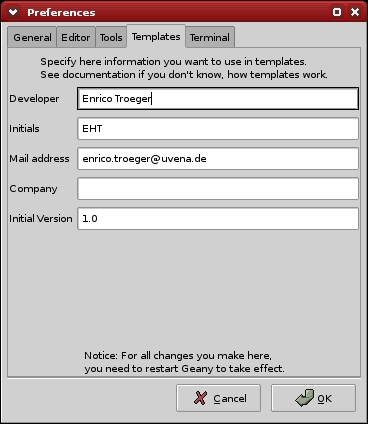 Preferences
General Editor Tools Templates Terminal
Specify here information you want to use in templates.
See documentation if you don't know, how templates work.
Developer Enrico Troeger
Initials EHT
Mail address enrico.troeger@uvena.de
Company
Initial Version 1.0
Notice: For all changes you make here,
you need to restart Geany to take effect.
Cancel OK